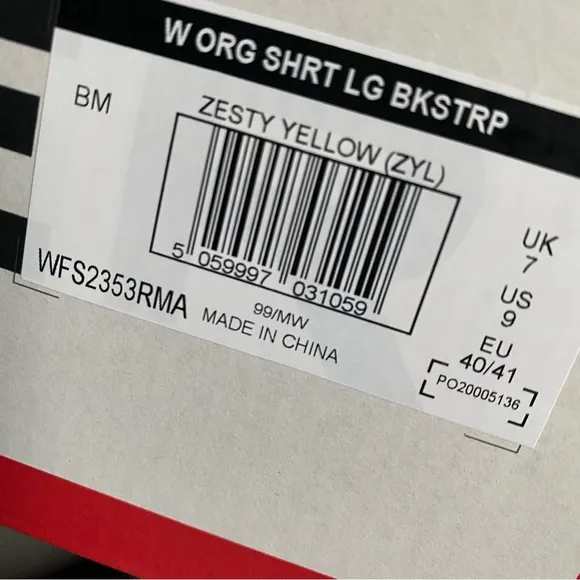 W ORG SHRT LG BKSTRP
BM
ZESTY YELLOW (ZYL)
5 059997 031059
WFS2353RMA
99/MW
MADE IN CHINA
UK
7
US
9
EU
40/41
PO20005136